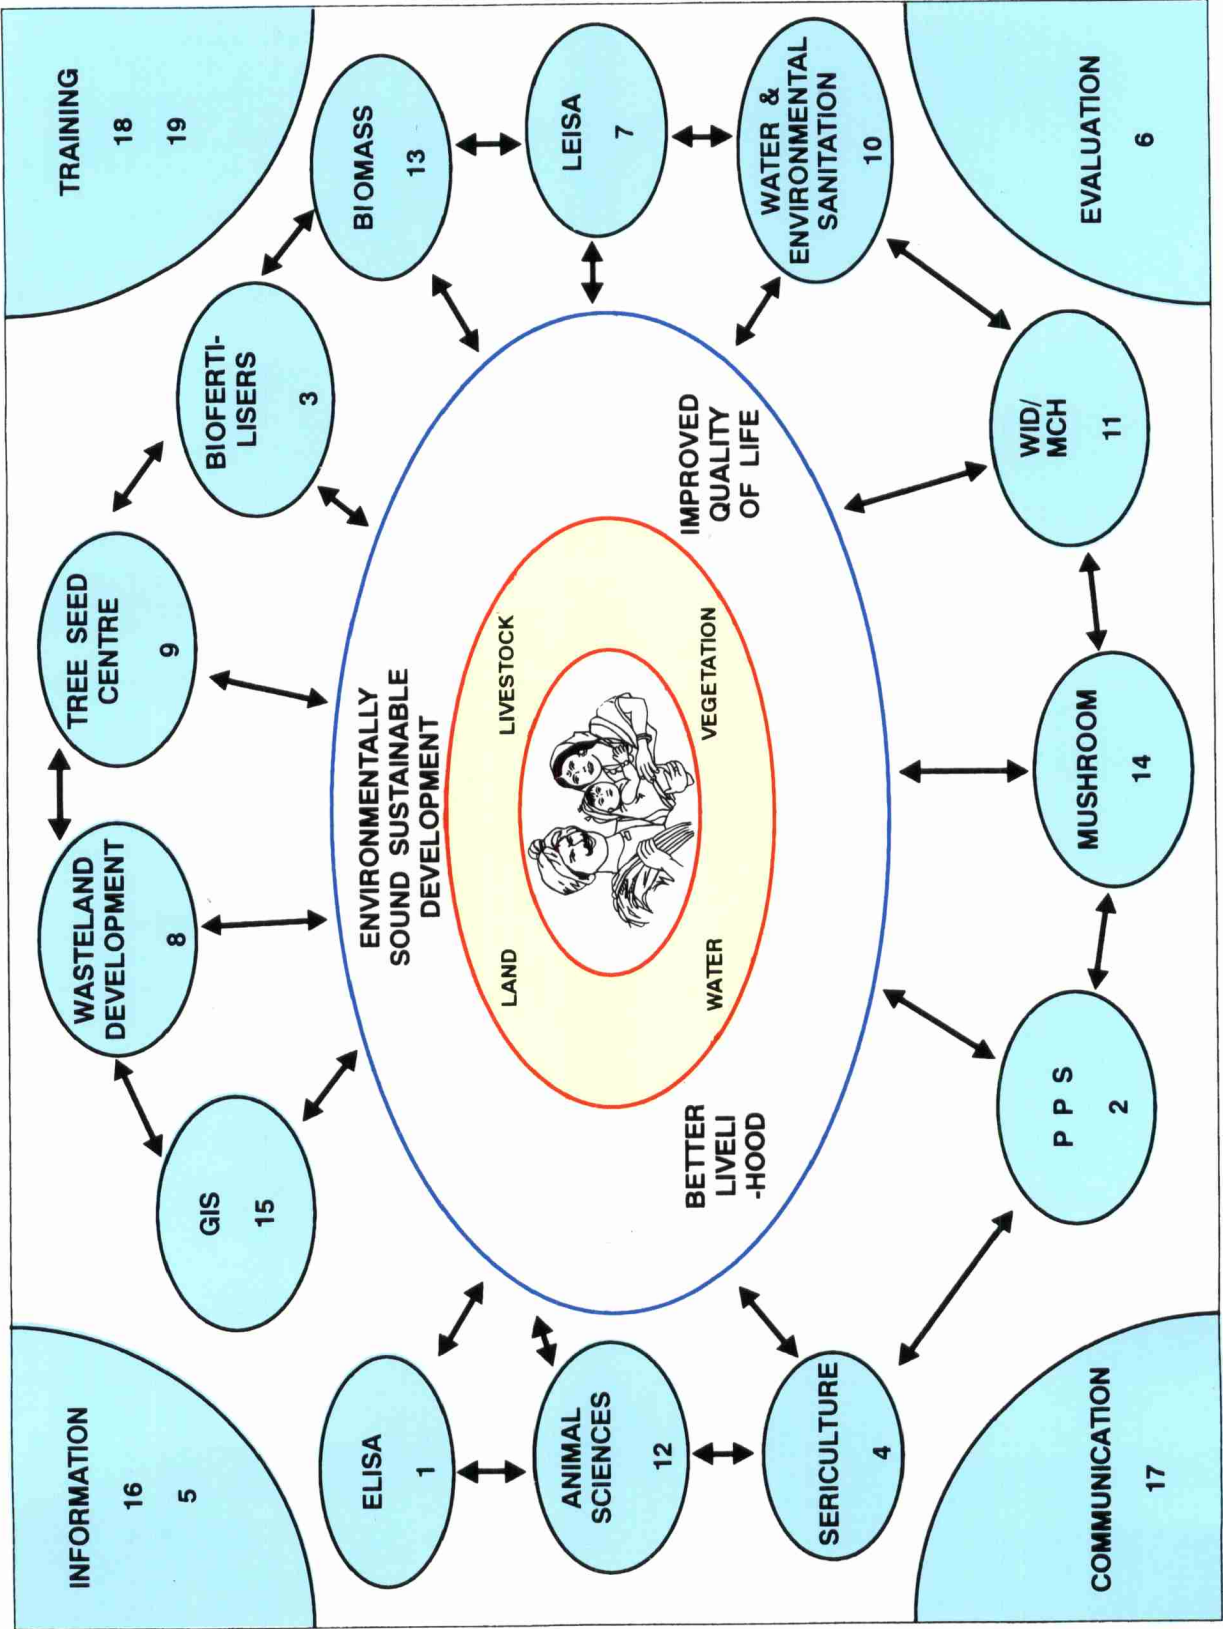 INFORMATION
16
5
WASTELAND
DEVELOPMENT
8
TREE SEED
CENTRE
9
TRAINING
18
19
GIS
15
BIOFERTI-
LISERS
3
ELISA
1
BIOMASS
13
ANIMAL
SCIENCES
12
LEISA
7
SERICULTURE
4
WATER &
ENVIRONMENTAL
SANITATION
10
ENVIRONMENTALLY
SOUND SUSTAINABLE
DEVELOPMENT
LAND
LIVESTOCK
WATER
VEGETATION
BETTER
LIVELI
-HOOD
IMPROVED
QUALITY
OF LIFE
P P S
2
MUSHROOM
14
WID/
MCH
11
COMMUNICATION
17
EVALUATION
6